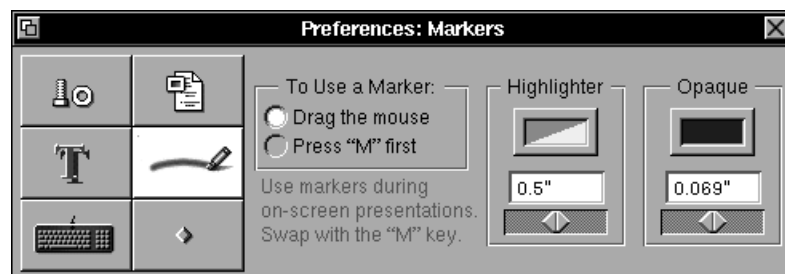 Preferences: Markers
To Use a Marker:
Drag the mouse
Press “M” first
Use markers during
on-screen presentations.
Swap with the “M” key.
Highlighter
0.5"
Opaque
0.069"